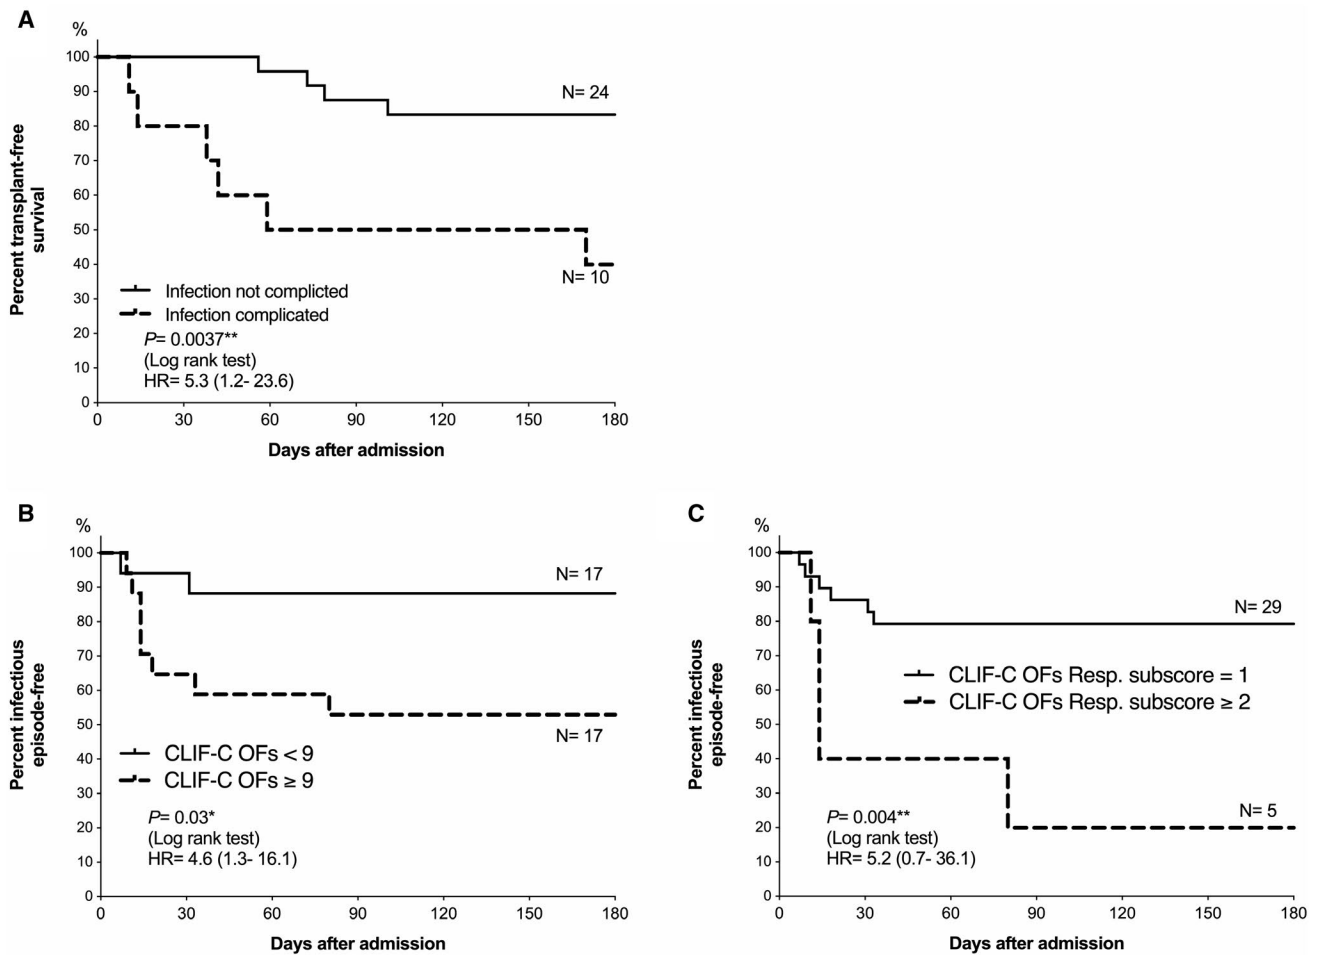 A
%
100
90
80
70
60
50
40
30
20
10
0
Percent transplant-free
survival
N= 24
N= 10
Infection not complicted
Infection complicated
P= 0.0037**
(Log rank test)
HR= 5.3 (1.2- 23.6)
0 30 60 90 120 150 180
Days after admission
B
%
100
90
80
70
60
50
40
30
20
10
0
Percent infectious
episode-free
N= 17
N= 17
CLIF-C OFs < 9
CLIF-C OFs ≥ 9
P= 0.03*
(Log rank test)
HR= 4.6 (1.3- 16.1)
0 30 60 90 120 150 180
Days after admission
C
%
100
90
80
70
60
50
40
30
20
10
0
Percent infectious
episode-free
N= 29
CLIF-C OFs Resp. subscore = 1
CLIF-C OFs Resp. subscore ≥ 2
N= 5
P= 0.004**
(Log rank test)
HR= 5.2 (0.7- 36.1)
0 30 60 90 120 150 180
Days after admission